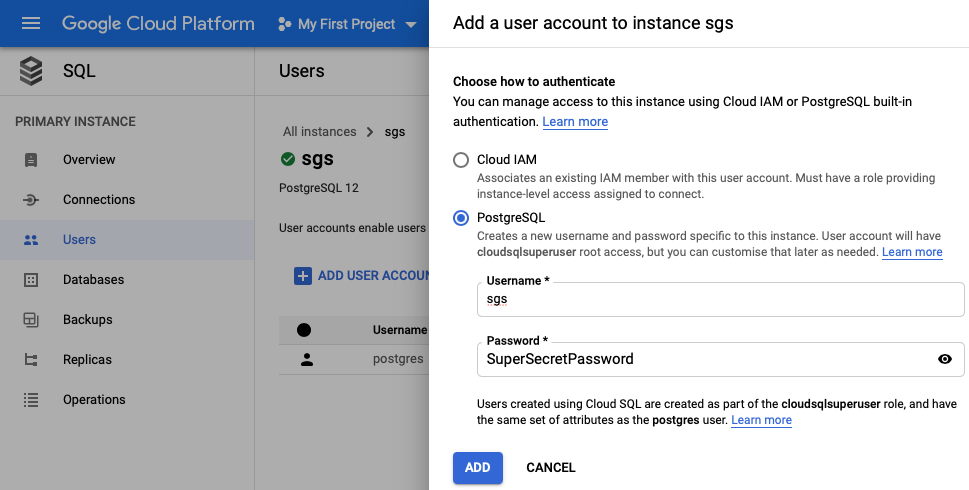 Google Cloud Platform
My First Project
SQL
PRIMARY INSTANCE
Overview
Connections
Users
Databases
Backups
Replicas
Operations
Users
All instances
sgs
sgs
PostgreSQL 12
User accounts enable users
ADD USER ACCOUN
Username
postgres
Add a user account to instance sgs
Choose how to authenticate
You can manage access to this instance using Cloud IAM or PostgreSQL built-in
authentication. Learn more
Cloud IAM
Associates an existing IAM member with this user account. Must have a role providing
instance-level access assigned to connect.
PostgreSQL
Creates a new username and password specific to this instance. User account will have
cloudsqlsuperuser root access, but you can customise that later as needed. Learn more
Username *
sgs
Password *
SuperSecretPassword
Users created using Cloud SQL are created as part of the cloudsqlsuperuser role, and have
the same set of attributes as the postgres user. Learn more
ADD
CANCEL